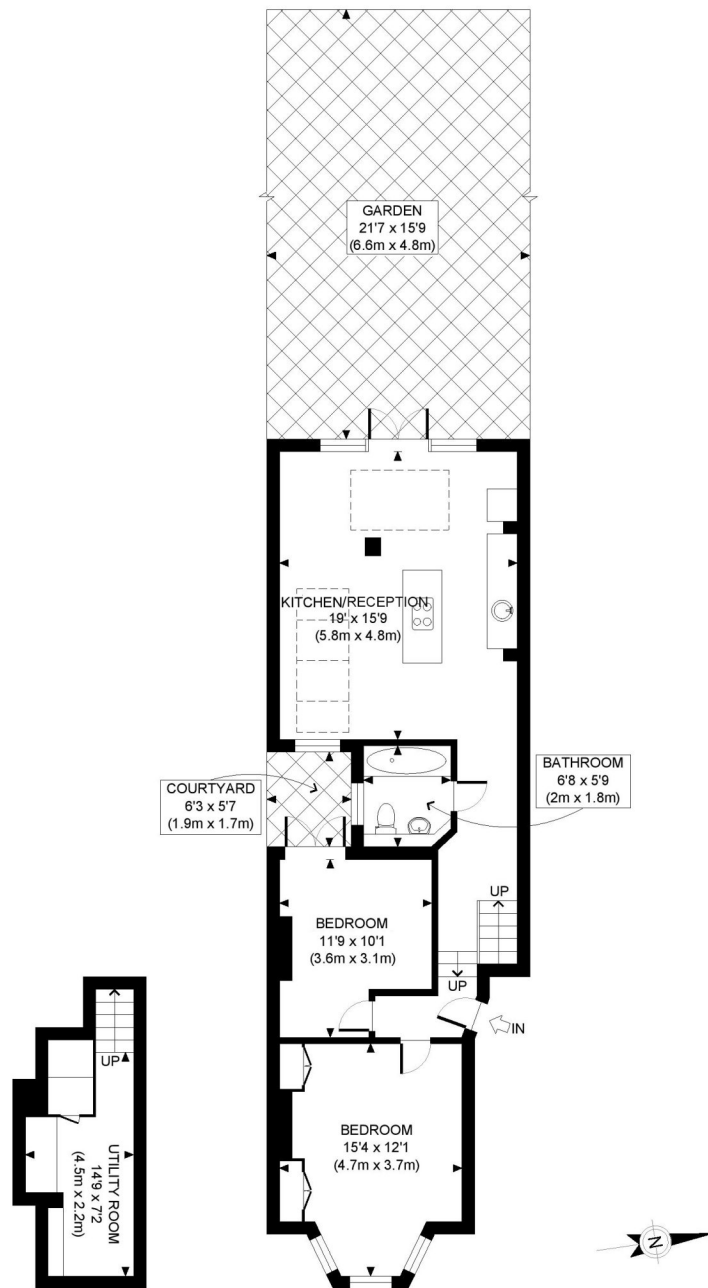 GARDEN
21'7 x 15'9
(6.6m x 4.8m)
KITCHEN/RECEPTION
19' x 15'9
(5.8m x 4.8m)
COURTYARD
6'3 x 5'7
(1.9m x 1.7m)
BATHROOM
6'8 x 5'9
(2m x 1.8m)
UP
BEDROOM
11'9 x 10'1
(3.6m x 3.1m)
UP
IN
BEDROOM
15'4 x 12'1
(4.7m x 3.7m)
UP
UTILITY ROOM
14'9 x 7'2
(4.5m x 2.2m)
N